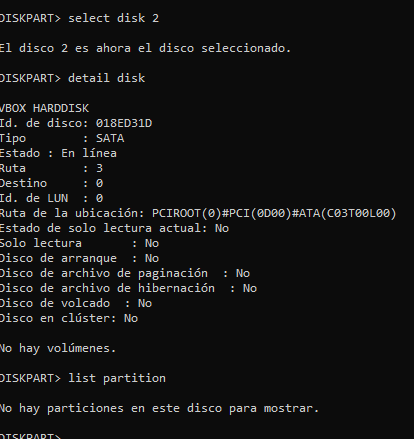 DISKPART> select disk 2
El disco 2 es ahora el disco seleccionado.
DISKPART> detail disk
VBOX HARDDISK
Id. de disco: 018ED31D
Tipo : SATA
Estado : En línea
Ruta : 3
Destino : 0
Id. de LUN : 0
Ruta de la ubicación: PCIROOT(0)#PCI(0D00)#ATA(C03T00L00)
Estado de solo lectura actual: No
Solo lectura : No
Disco de arranque : No
Disco de archivo de paginación : No
Disco de archivo de hibernación : No
Disco de volcado : No
Disco en clúster: No
No hay volúmenes.
DISKPART> list partition
No hay particiones en este disco para mostrar.
DISKPART>